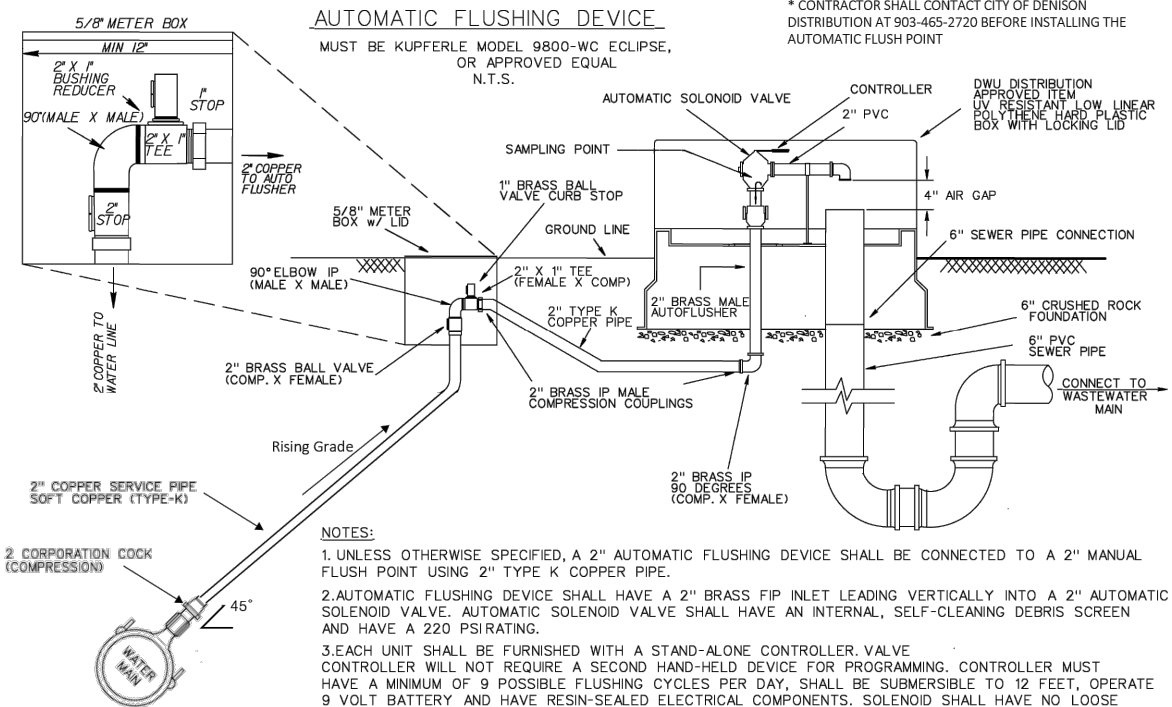 5/8" METER BOX
MIN 12"
2" X 1"
BUSHING
REDUCER
1"
STOP
90°(MALE X MALE)
2" X 1"
TEE
2" COPPER
TO AUTO
FLUSHER
2"
STOP
2" COPPER TO
WATER LINE
AUTOMATIC FLUSHING DEVICE
MUST BE KUPFERLE MODEL 9800-WC ECLIPSE,
OR APPROVED EQUAL
N.T.S.
* CONTRACTOR SHALL CONTACT CITY OF DENISON
DISTRIBUTION AT 903-465-2720 BEFORE INSTALLING THE
AUTOMATIC FLUSH POINT
AUTOMATIC SOLONOID VALVE
CONTROLLER
2" PVC
DWU DISTRIBUTION
APPROVED ITEM
UV RESISTANT LOW LINEAR
POLYTHENE HARD PLASTIC
BOX WITH LOCKING LID
SAMPLING POINT
1" BRASS BALL
VALVE CURB STOP
4" AIR GAP
5/8" METER
BOX w/ LID
GROUND LINE
6" SEWER PIPE CONNECTION
90° ELBOW IP
(MALE X MALE)
2" X 1" TEE
(FEMALE X COMP)
2" BRASS MALE
AUTOFLUSHER
2" TYPE K
COPPER PIPE
6" CRUSHED ROCK
FOUNDATION
6" PVC
SEWER PIPE
2" BRASS BALL VALVE
(COMP. X FEMALE)
2" BRASS IP MALE
COMPRESSION COUPLINGS
CONNECT TO
WASTEWATER
MAIN
Rising Grade
2" BRASS IP
90 DEGREES
(COMP. X FEMALE)
2" COPPER SERVICE PIPE
SOFT COPPER (TYPE-K)
2 CORPORATION COCK
(COMPRESSION)
45°
WATER
MAIN
NOTES:
1. UNLESS OTHERWISE SPECIFIED, A 2" AUTOMATIC FLUSHING DEVICE SHALL BE CONNECTED TO A 2" MANUAL
FLUSH POINT USING 2" TYPE K COPPER PIPE.
2.AUTOMATIC FLUSHING DEVICE SHALL HAVE A 2" BRASS FIP INLET LEADING VERTICALLY INTO A 2" AUTOMATIC
SOLENOID VALVE. AUTOMATIC SOLENOID VALVE SHALL HAVE AN INTERNAL, SELF-CLEANING DEBRIS SCREEN
AND HAVE A 220 PSI RATING.
3.EACH UNIT SHALL BE FURNISHED WITH A STAND-ALONE CONTROLLER. VALVE
CONTROLLER WILL NOT REQUIRE A SECOND HAND-HELD DEVICE FOR PROGRAMMING. CONTROLLER MUST
HAVE A MINIMUM OF 9 POSSIBLE FLUSHING CYCLES PER DAY, SHALL BE SUBMERSIBLE TO 12 FEET, OPERATE
9 VOLT BATTERY AND HAVE RESIN-SEALED ELECTRICAL COMPONENTS. SOLENOID SHALL HAVE NO LOOSE